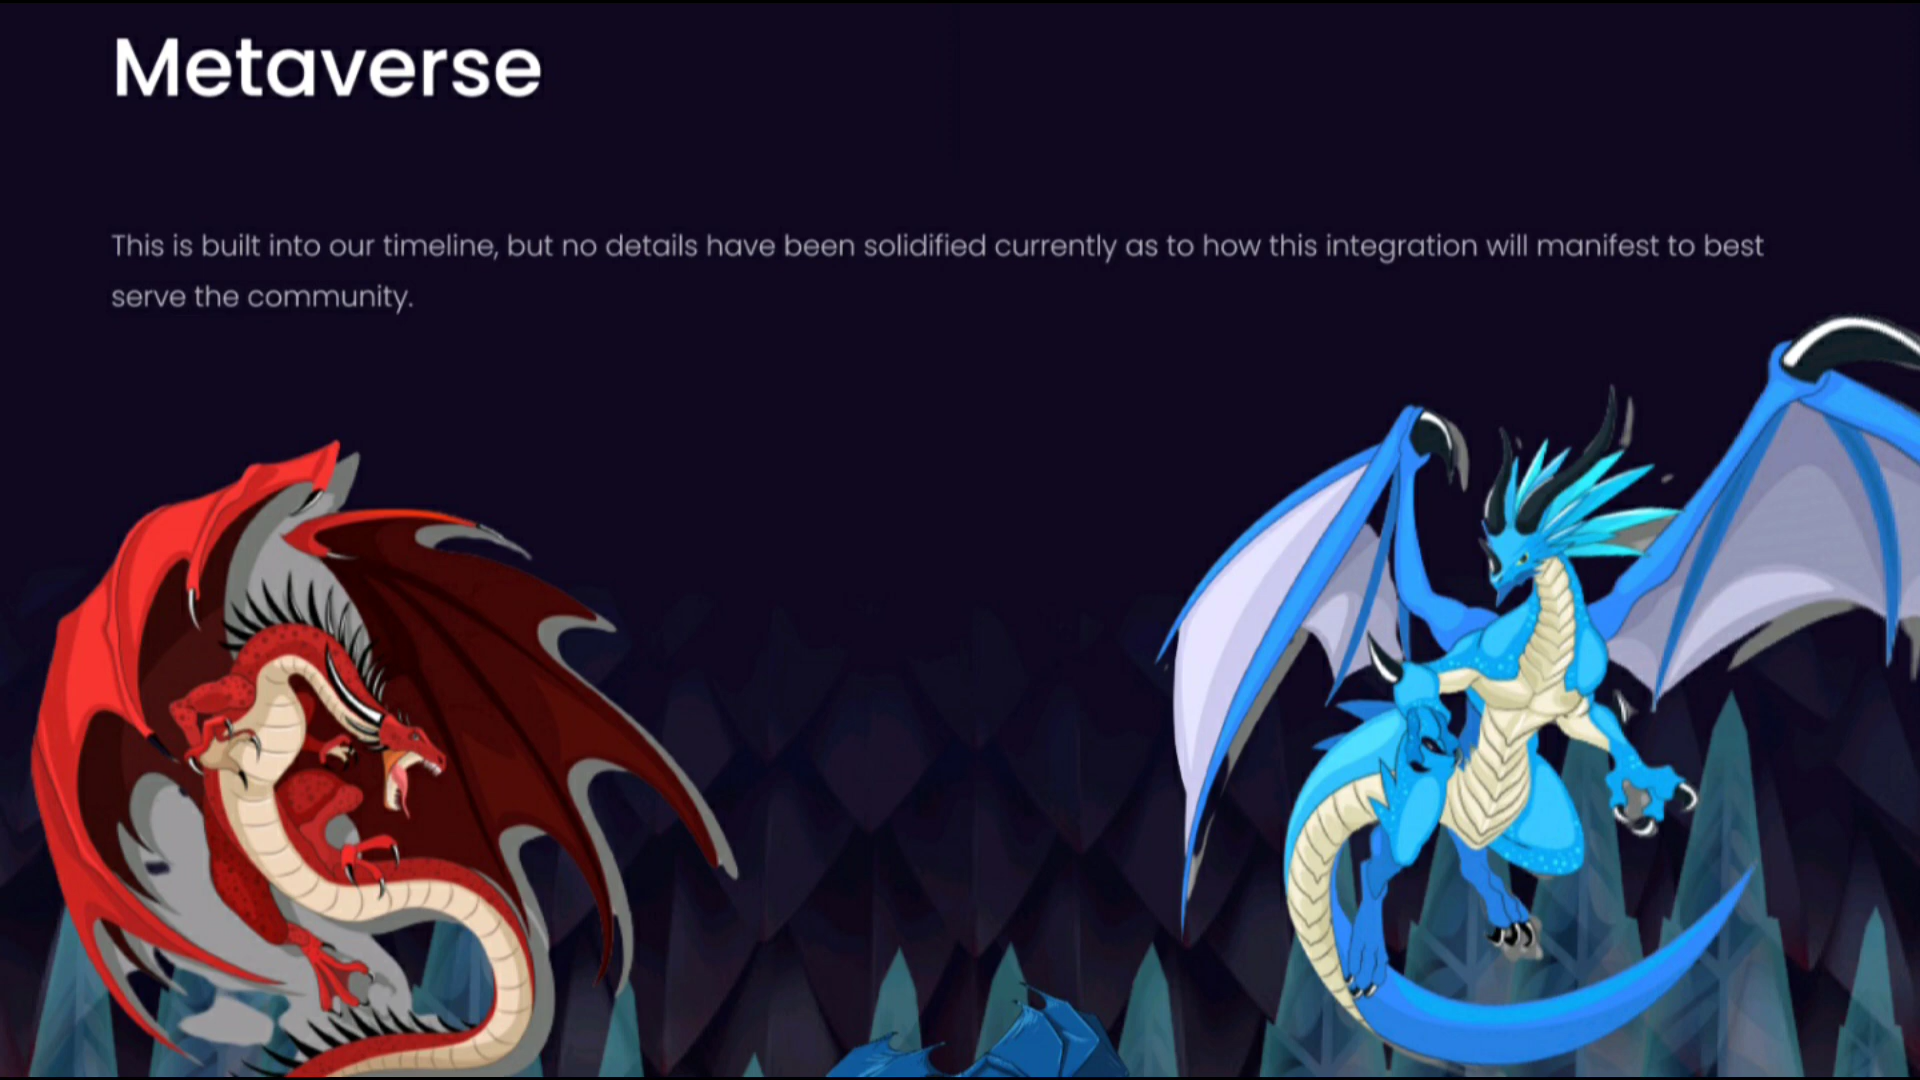 Metaverse
This is built into our timeline, but no details have been solidified currently as to how this integration will manifest to best
serve the community.